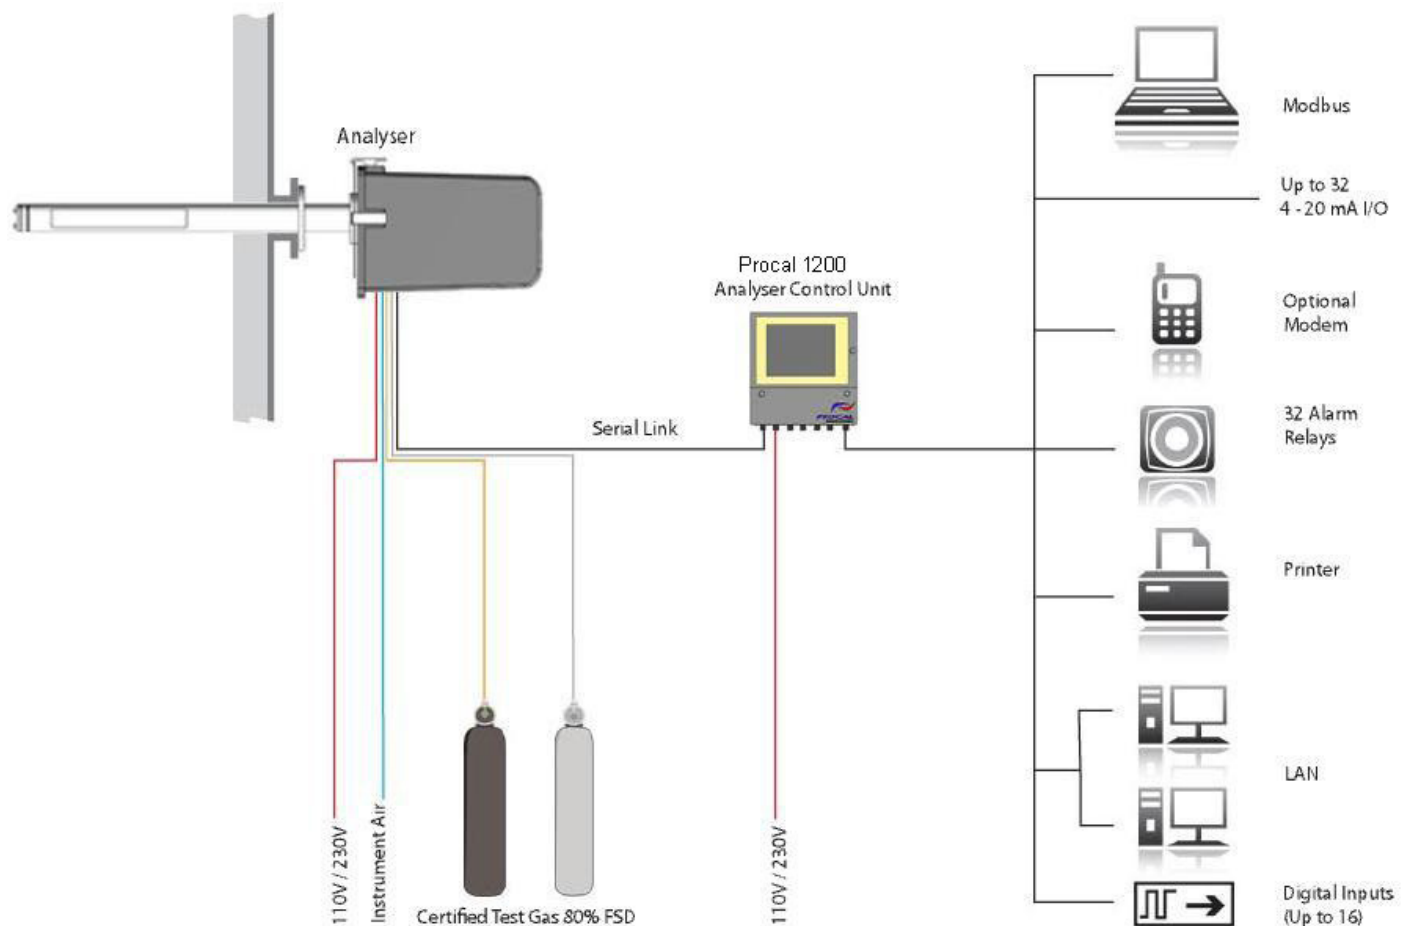 Analyser
Procal 1200
Analyser Control Unit
PROCAL
Serial Link
110V / 230V
Instrument Air
Certified Test Gas 80% FSD
110V / 230V
Modbus
Up to 32
4 - 20 mA I/O
Optional
Modem
32 Alarm
Relays
Printer
LAN
Digital Inputs
(Up to 16)